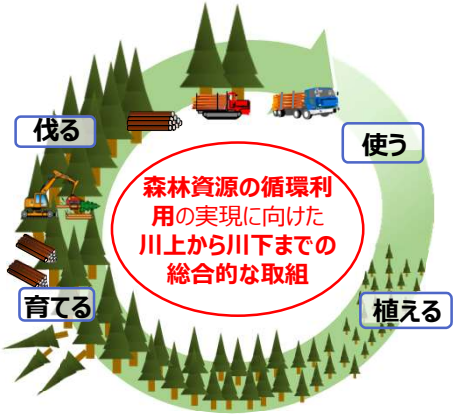 伐る
使う
森林資源の循環利
用の実現に向けた
川上から川下までの
総合的な取組
育てる
植える